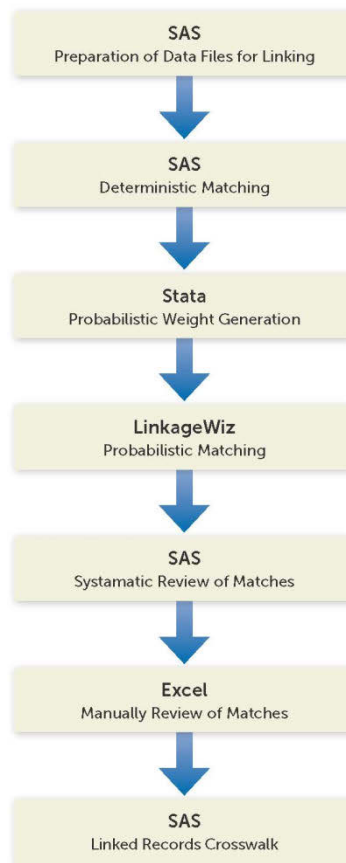 SAS
Preparation of Data Files for Linking
SAS
Deterministic Matching
Stata
Probabilistic Weight Generation
LinkageWiz
Probabilistic Matching
SAS
Systamatic Review of Matches
Excel
Manually Review of Matches
SAS
Linked Records Crosswalk